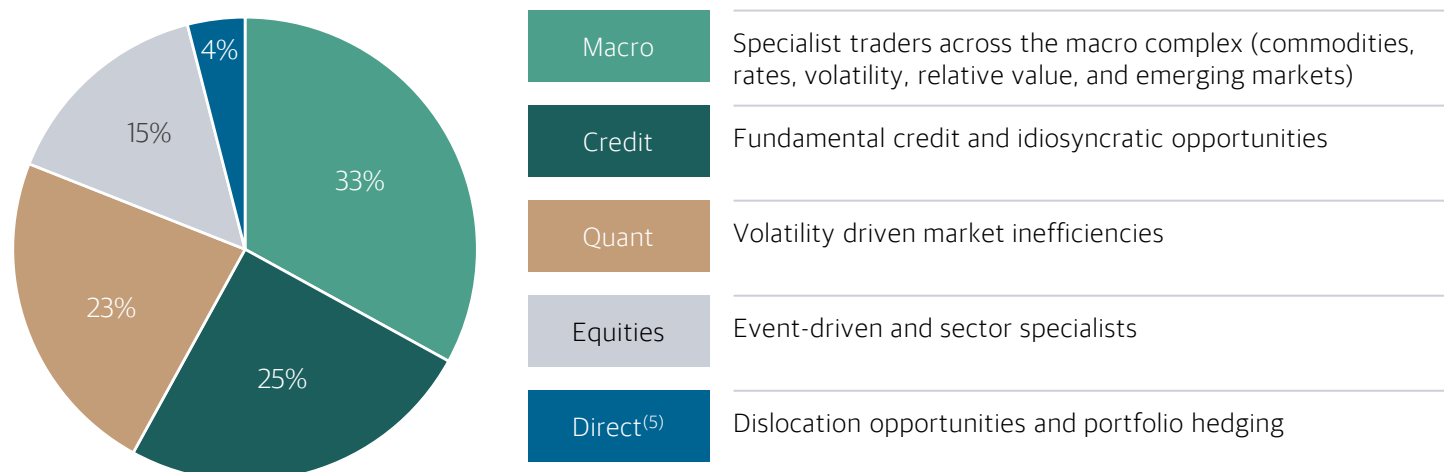 4%
15%
33%
23%
25%
Macro
Specialist traders across the macro complex (commodities,
rates, volatility, relative value, and emerging markets)
Credit
Fundamental credit and idiosyncratic opportunities
Quant
Volatility driven market inefficiencies
Equities
Event-driven and sector specialists
Direct(5)
Dislocation opportunities and portfolio hedging